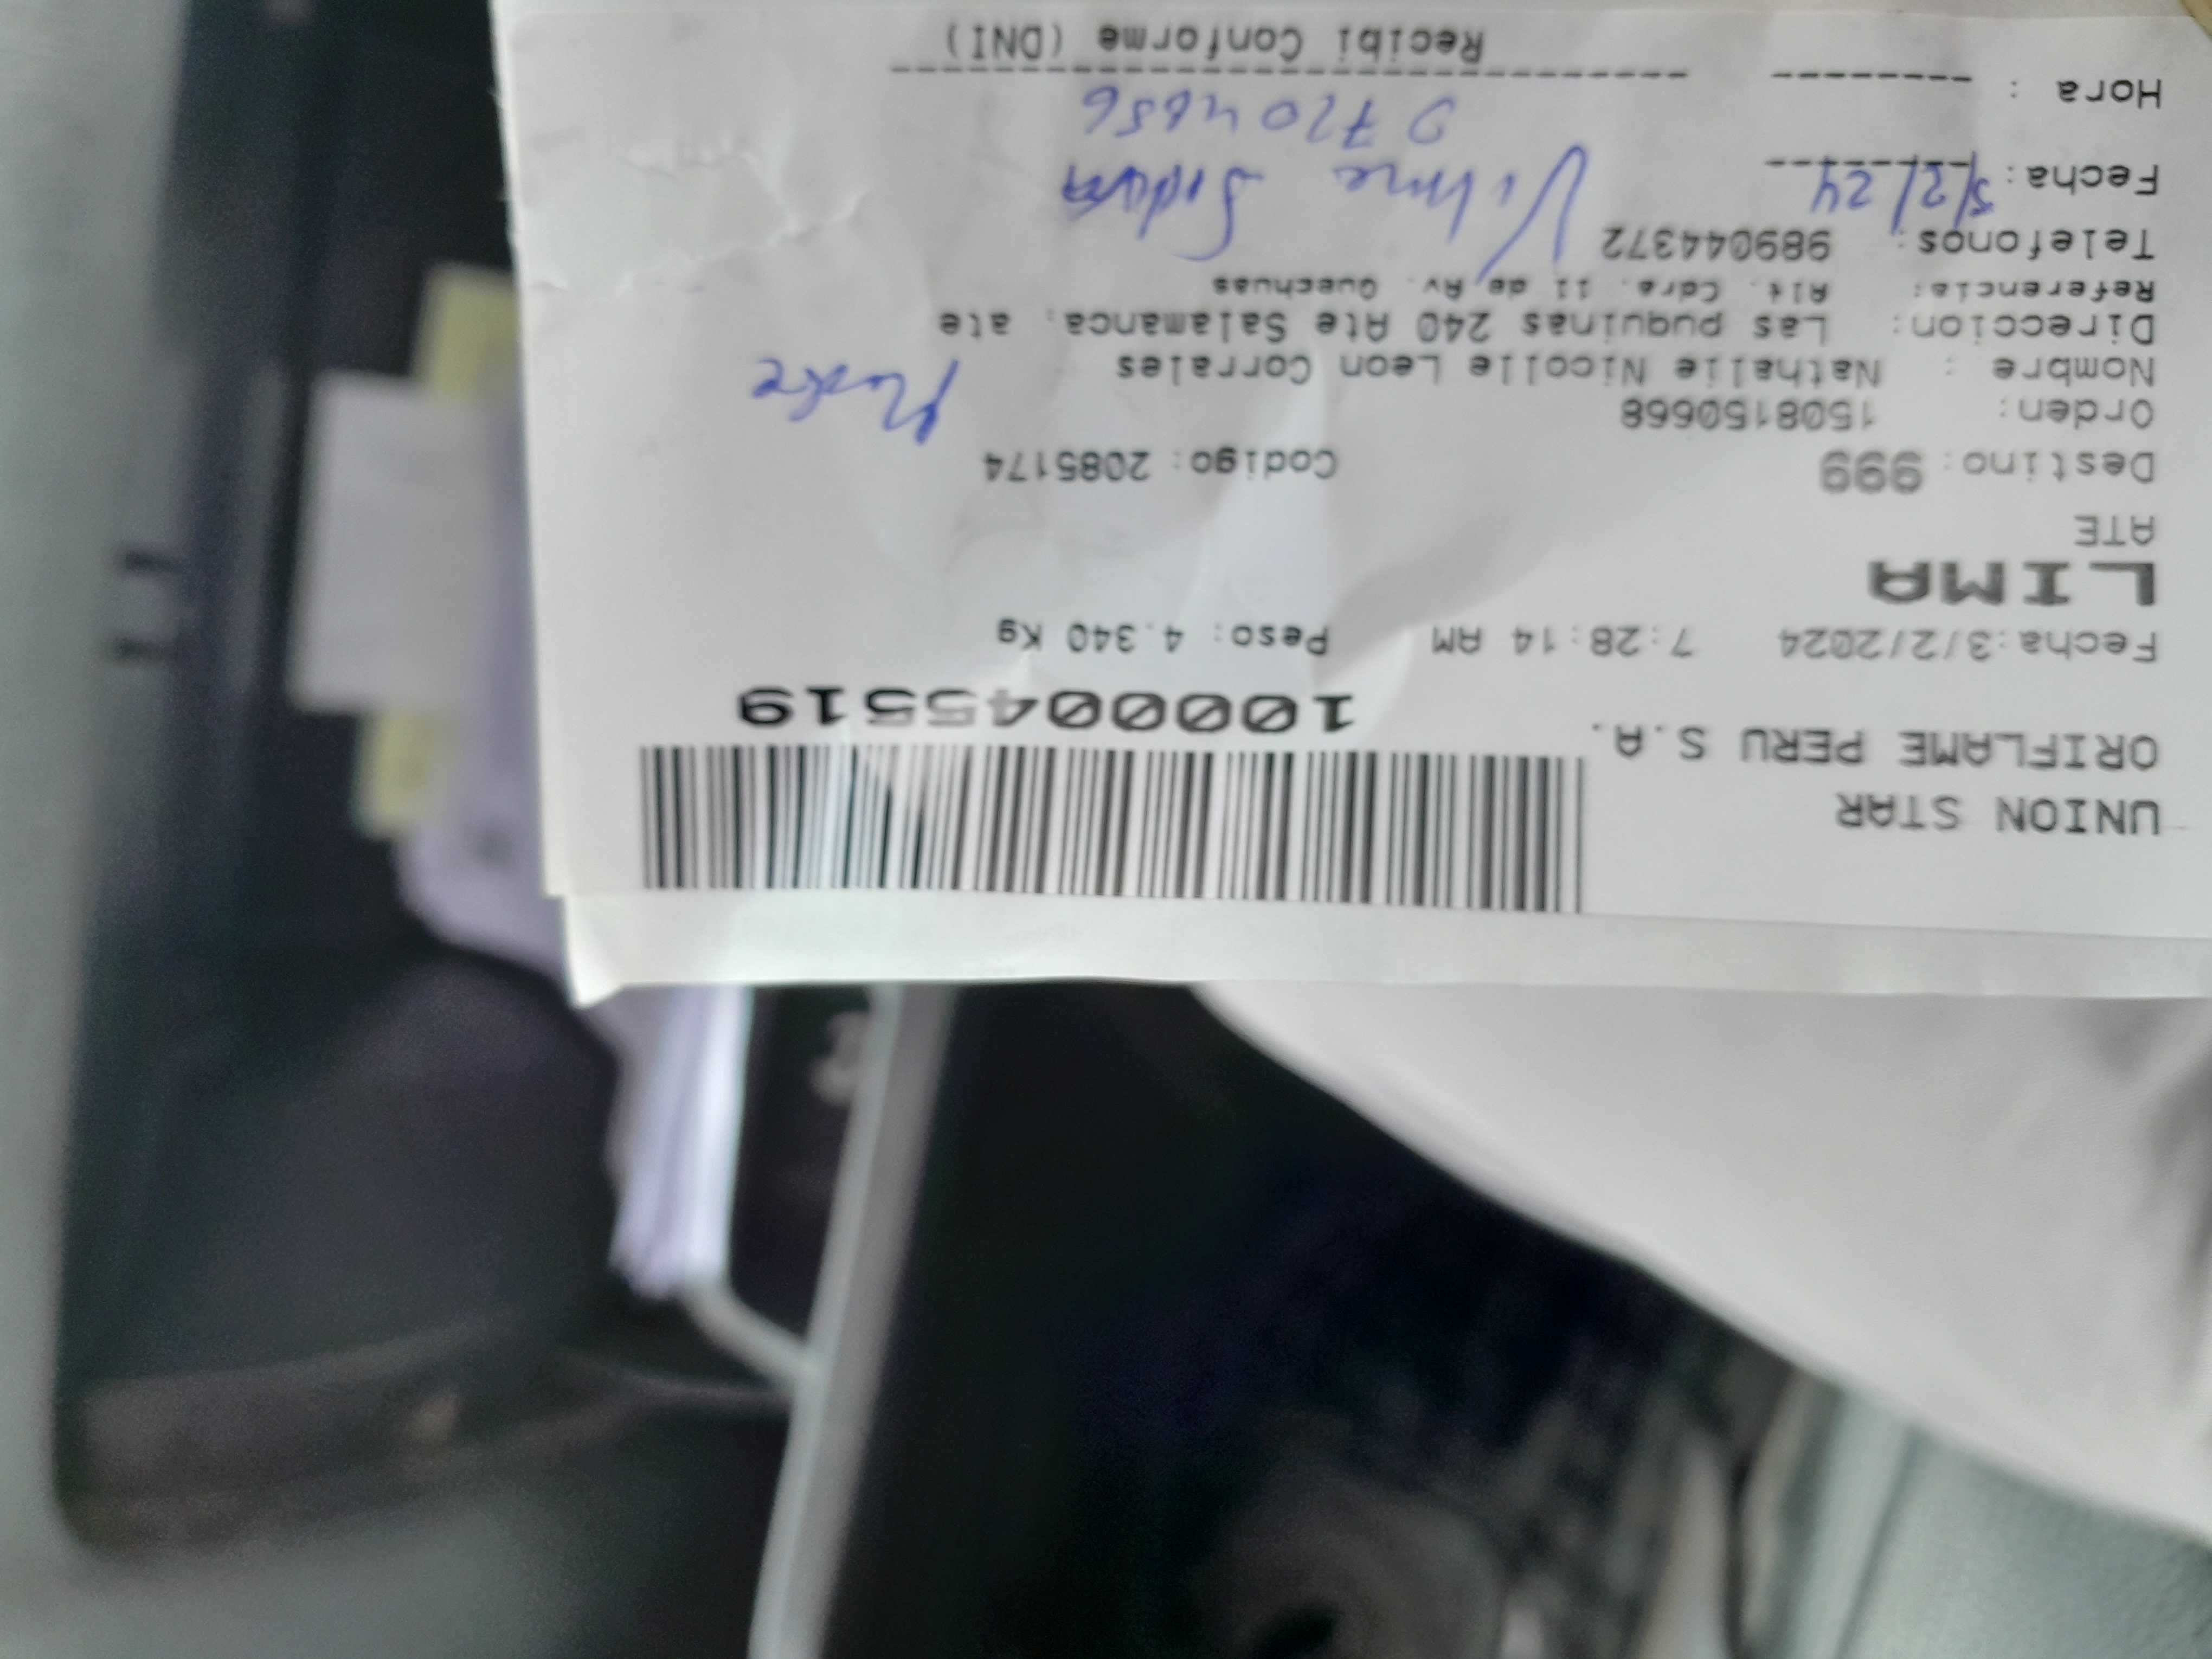 UNION STAR
ORIFLAME PERU S.A.
1000045519
Fecha:3/2/2024 7:28:14 AM Peso: 4.340 Kg
LIMA
ATE
Destino: 999 Codigo: 2085174
Orden: 1508150668
Nombre : Nathalie Nicolle Leon Corrales
Direccion: Las puquinas 240 Ate Salamanca, ate
Referencia: Alt. Cdra. 11 de Av. Quechuas
Telefonos: 989044372
Fecha: 5/2/24 Vilma
Hora :
Recibi Conforme (DNI)